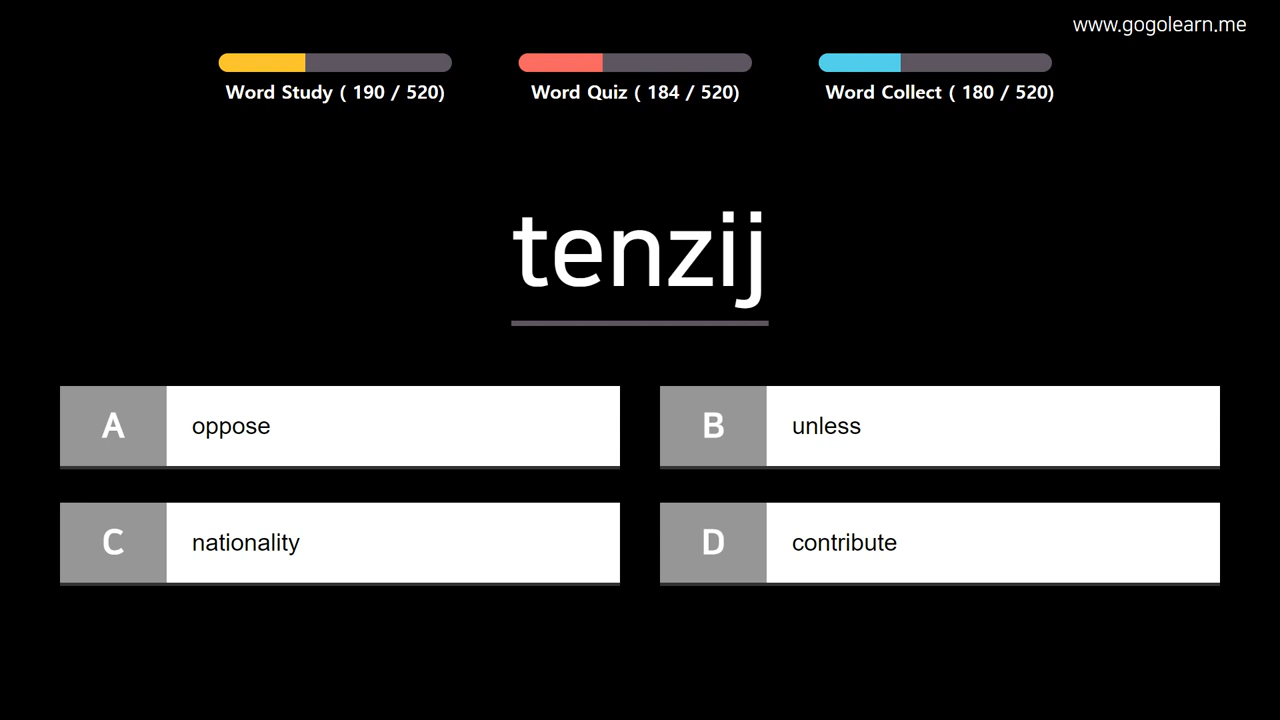 www.gogolearn.me
Word Study ( 190 / 520)
Word Quiz ( 184 / 520)
Word Collect ( 180 / 520)
tenzij
A oppose
B unless
C nationality
D contribute